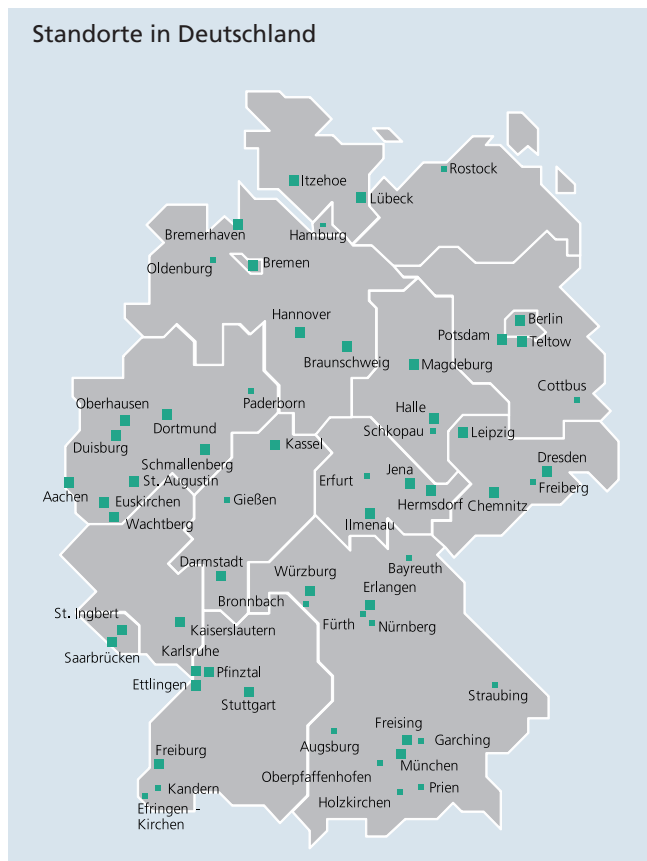 Standorte in Deutschland
Rostock
Itzehoe
Lübeck
Bremerhaven
Hamburg
Oldenburg
Bremen
Hannover
Berlin
Potsdam
Teltow
Braunschweig
Magdeburg
Cottbus
Paderborn
Oberhausen
Halle
Dortmund
Schkopau
Leipzig
Duisburg
Kassel
Schmallenberg
Dresden
Jena
St. Augustin
Erfurt
Freiberg
Aachen
Euskirchen
Gießen
Hermsdorf
Chemnitz
Wachtberg
Ilmenau
Darmstadt
Würzburg
Bayreuth
Erlangen
Bronnbach
St. Ingbert
Fürth
Nürnberg
Kaiserslautern
Saarbrücken
Karlsruhe
Pfinztal
Ettlingen
Straubing
Stuttgart
Freising
Augsburg
Garching
Freiburg
Oberpfaffenhofen
München
Kandern
Prien
Holzkirchen
Efringen -
Kirchen